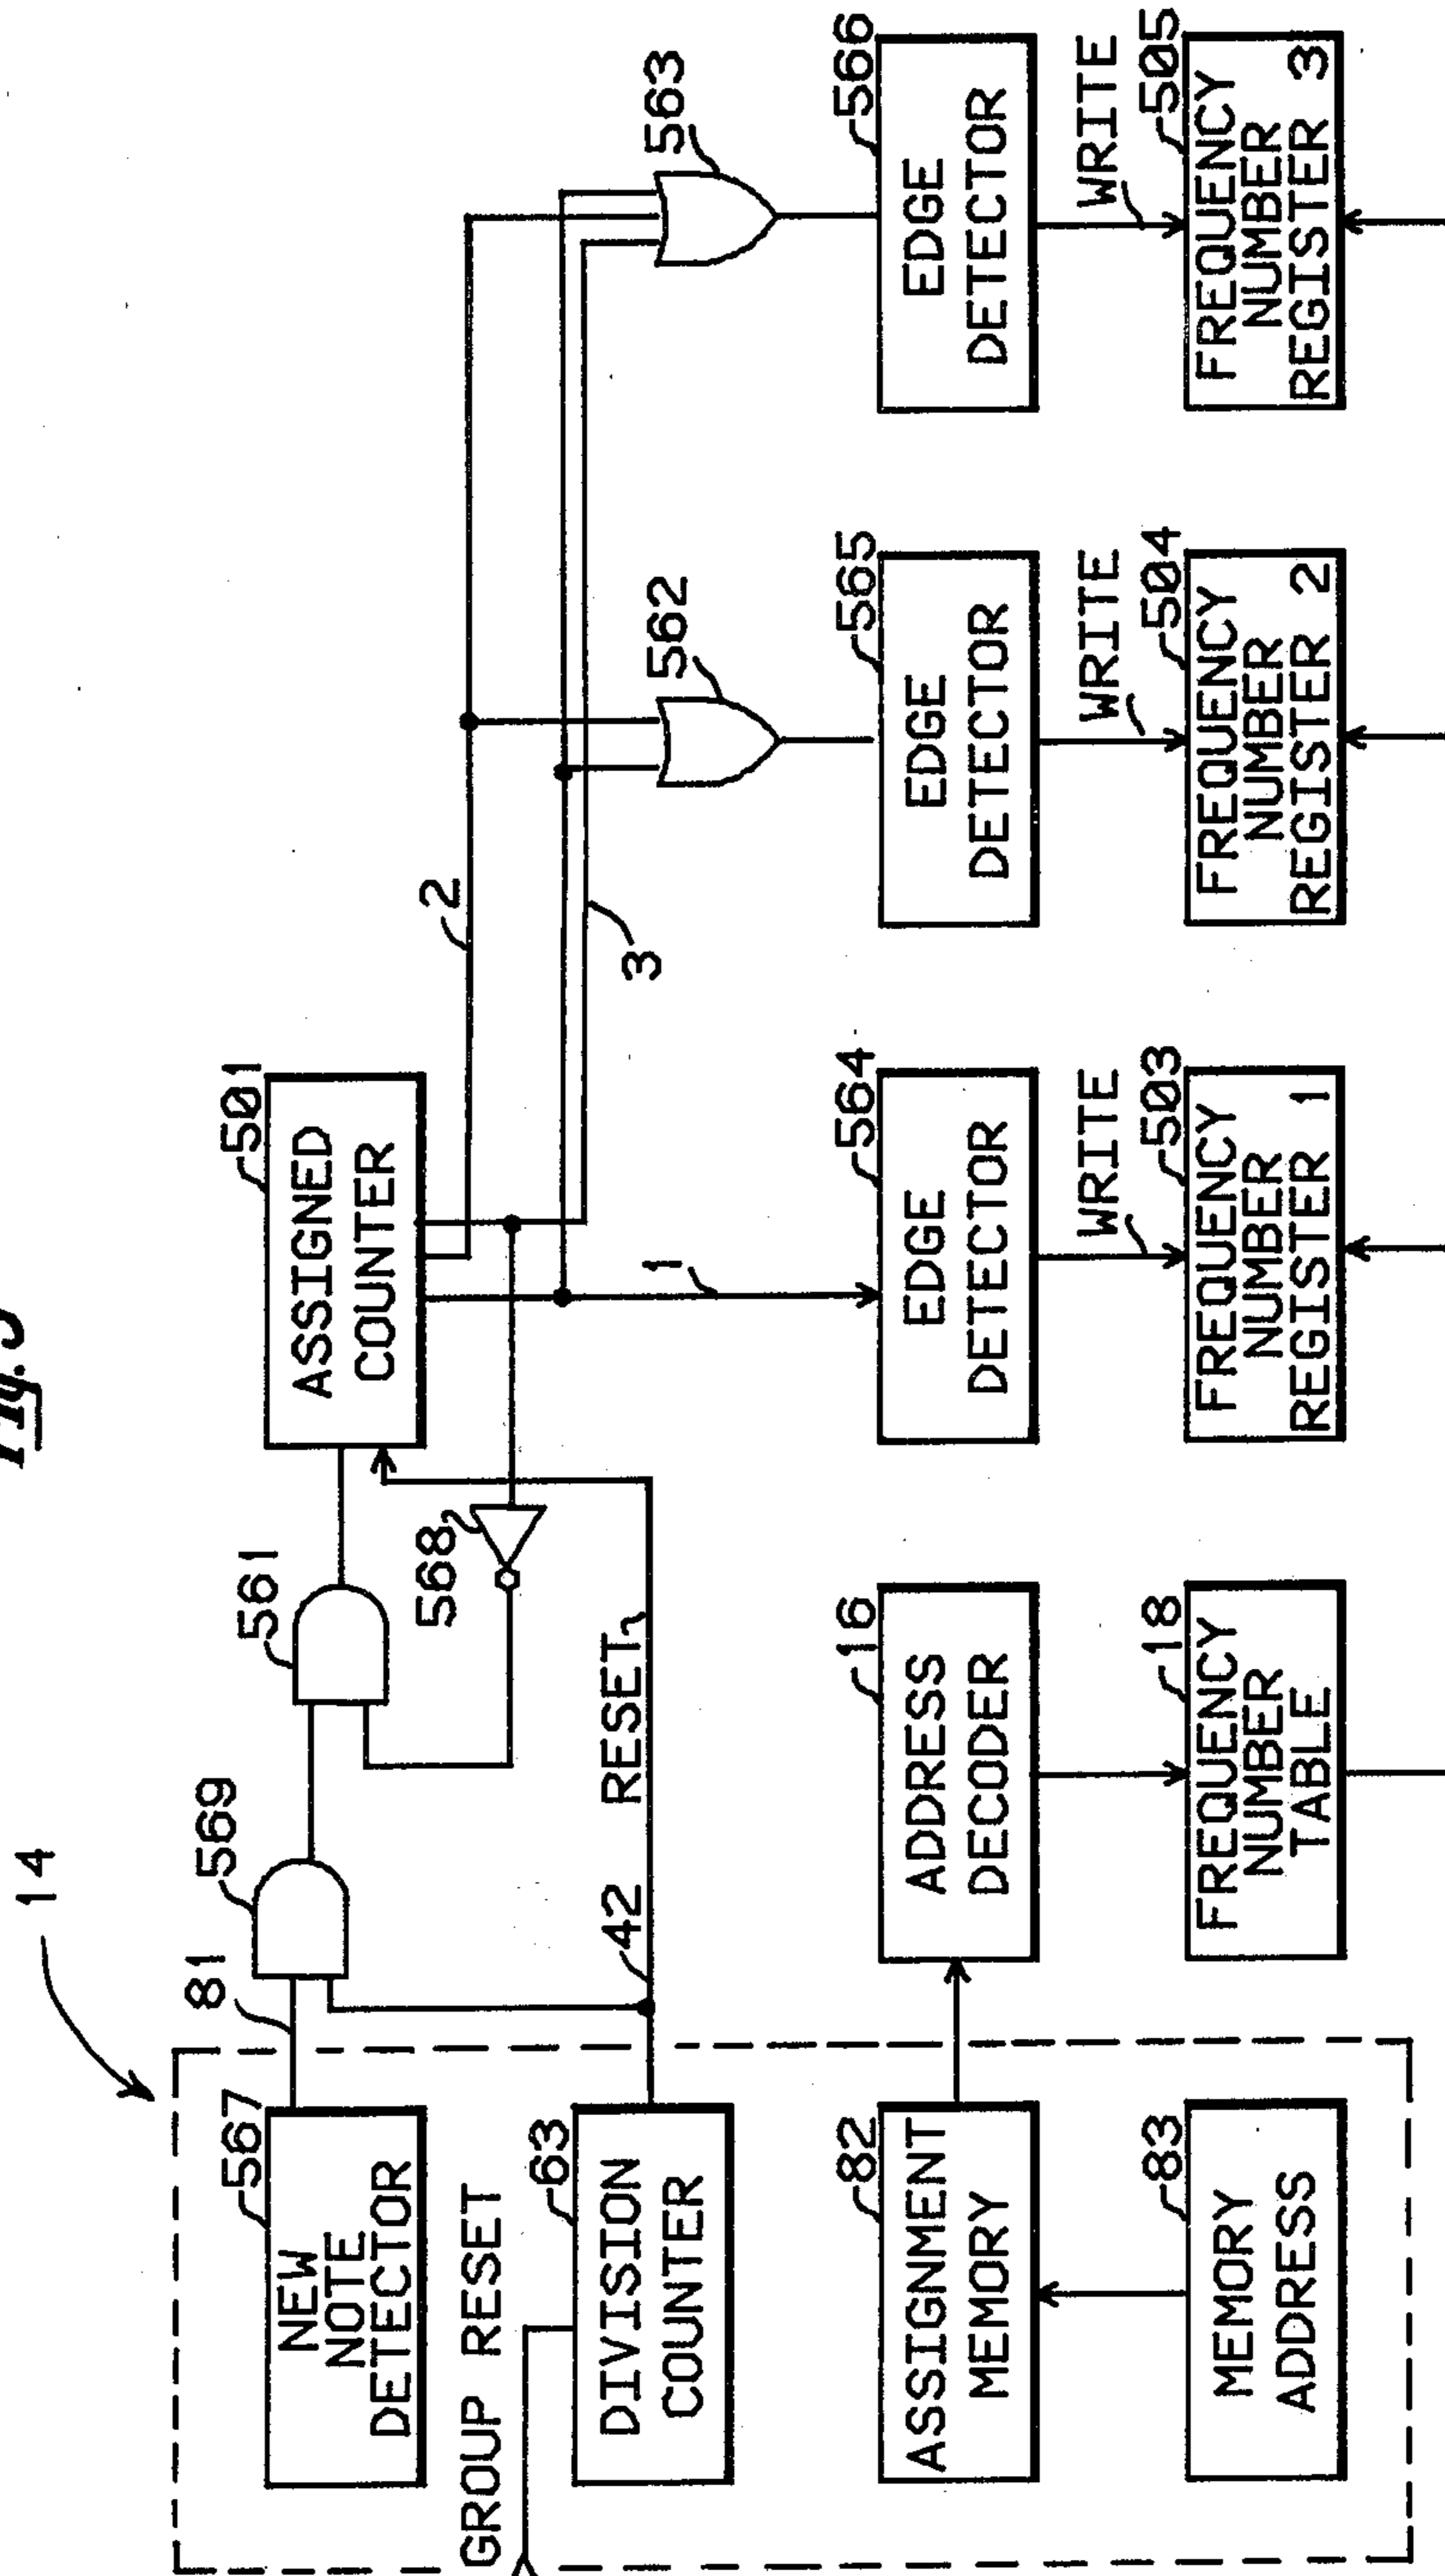 Fig. 5
14
567
NEW
NOTE
DETECTOR
81
569
561
501
ASSIGNED
COUNTER
568
2
3
1
GROUP RESET
63
DIVISION
COUNTER
42
RESET
562
563
82
ASSIGNMENT
MEMORY
16
ADDRESS
DECODER
564
EDGE
DETECTOR
565
EDGE
DETECTOR
566
EDGE
DETECTOR
WRITE
WRITE
WRITE
83
MEMORY
ADDRESS
18
FREQUENCY
NUMBER
TABLE
503
FREQUENCY
NUMBER
REGISTER 1
504
FREQUENCY
NUMBER
REGISTER 2
505
FREQUENCY
NUMBER
REGISTER 3